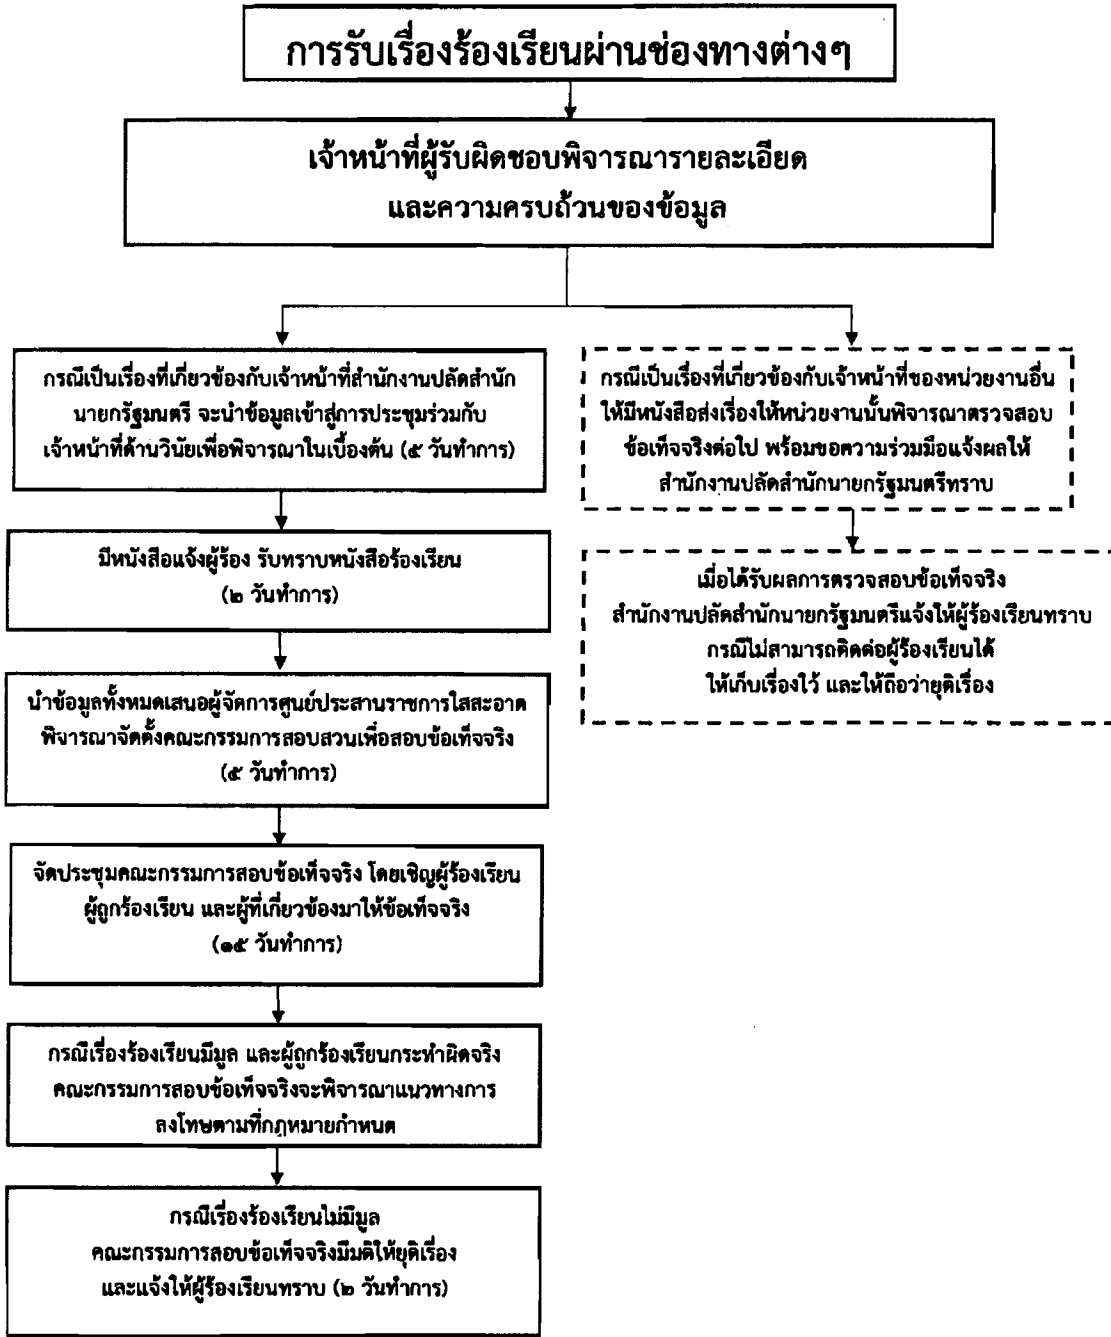 การรับเรื่องร้องเรียนผ่านช่องทางต่างๆ
เจ้าหน้าที่ผู้รับผิดชอบพิจารณารายละเอียด
และความครบถ้วนของข้อมูล
กรณีเป็นเรื่องที่เกี่ยวข้องกับเจ้าหน้าที่สำนักงานปลัดสำนัก
นายกรัฐมนตรี จะนำข้อมูลเข้าสู่การประชุมร่วมกับ
เจ้าหน้าที่ด้านวินัยเพื่อพิจารณาในเบื้องต้น (๕ วันทำการ)
มีหนังสือแจ้งผู้ร้อง รับทราบหนังสือร้องเรียน
(๒ วันทำการ)
นำข้อมูลทั้งหมดเสนอผู้จัดการศูนย์ประสานราชการใสสะอาด
พิจารณาจัดตั้งคณะกรรมการสอบสวนเพื่อสอบข้อเท็จจริง
(๕ วันทำการ)
จัดประชุมคณะกรรมการสอบข้อเท็จจริง โดยเชิญผู้ร้องเรียน
ผู้ถูกร้องเรียน และผู้ที่เกี่ยวข้องมาให้ข้อเท็จจริง
(๑๕ วันทำการ)
กรณีเรื่องร้องเรียนมีมูล และผู้ถูกร้องเรียนกระทำผิดจริง
คณะกรรมการสอบข้อเท็จจริงจะพิจารณาแนวทางการ
ลงโทษตามที่กฎหมายกำหนด
กรณีเรื่องร้องเรียนไม่มีมูล
คณะกรรมการสอบข้อเท็จจริงมีมติให้ยุติเรื่อง
และแจ้งให้ผู้ร้องเรียนทราบ (๒ วันทำการ)
กรณีเป็นเรื่องที่เกี่ยวข้องกับเจ้าหน้าที่ของหน่วยงานอื่น
ให้มีหนังสือส่งเรื่องให้หน่วยงานนั้นพิจารณาตรวจสอบ
ข้อเท็จจริงต่อไป พร้อมขอความร่วมมือแจ้งผลให้
สำนักงานปลัดสำนักนายกรัฐมนตรีทราบ
เมื่อได้รับผลการตรวจสอบข้อเท็จจริง
สำนักงานปลัดสำนักนายกรัฐมนตรีแจ้งให้ผู้ร้องเรียนทราบ
กรณีไม่สามารถติดต่อผู้ร้องเรียนได้
ให้เก็บเรื่องไว้ และให้ถือว่ายุติเรื่อง